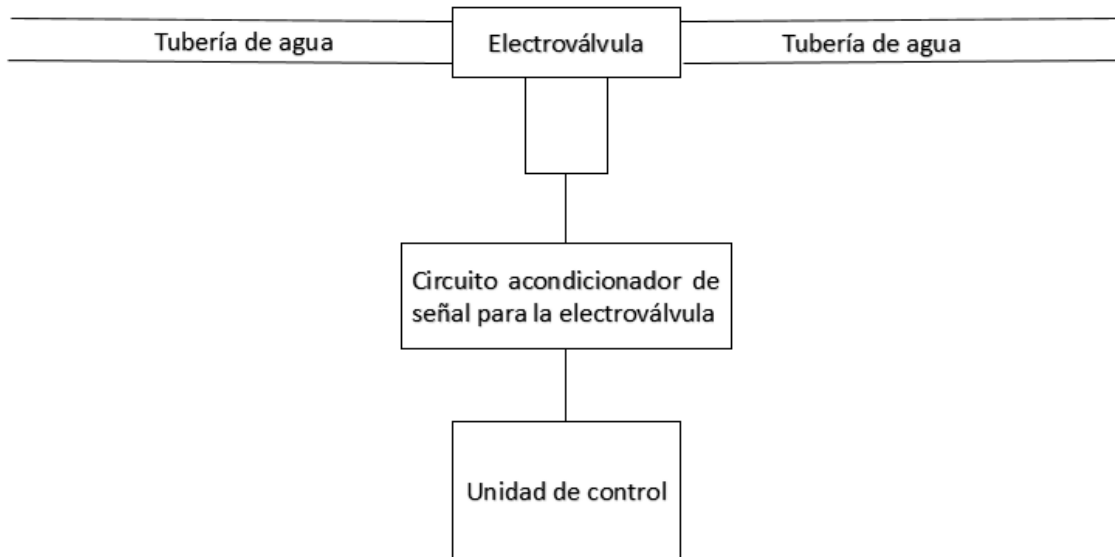 Tubería de agua
Electroválvula
Tubería de agua
Circuito acondicionador de
señal para la electroválvula
Unidad de control